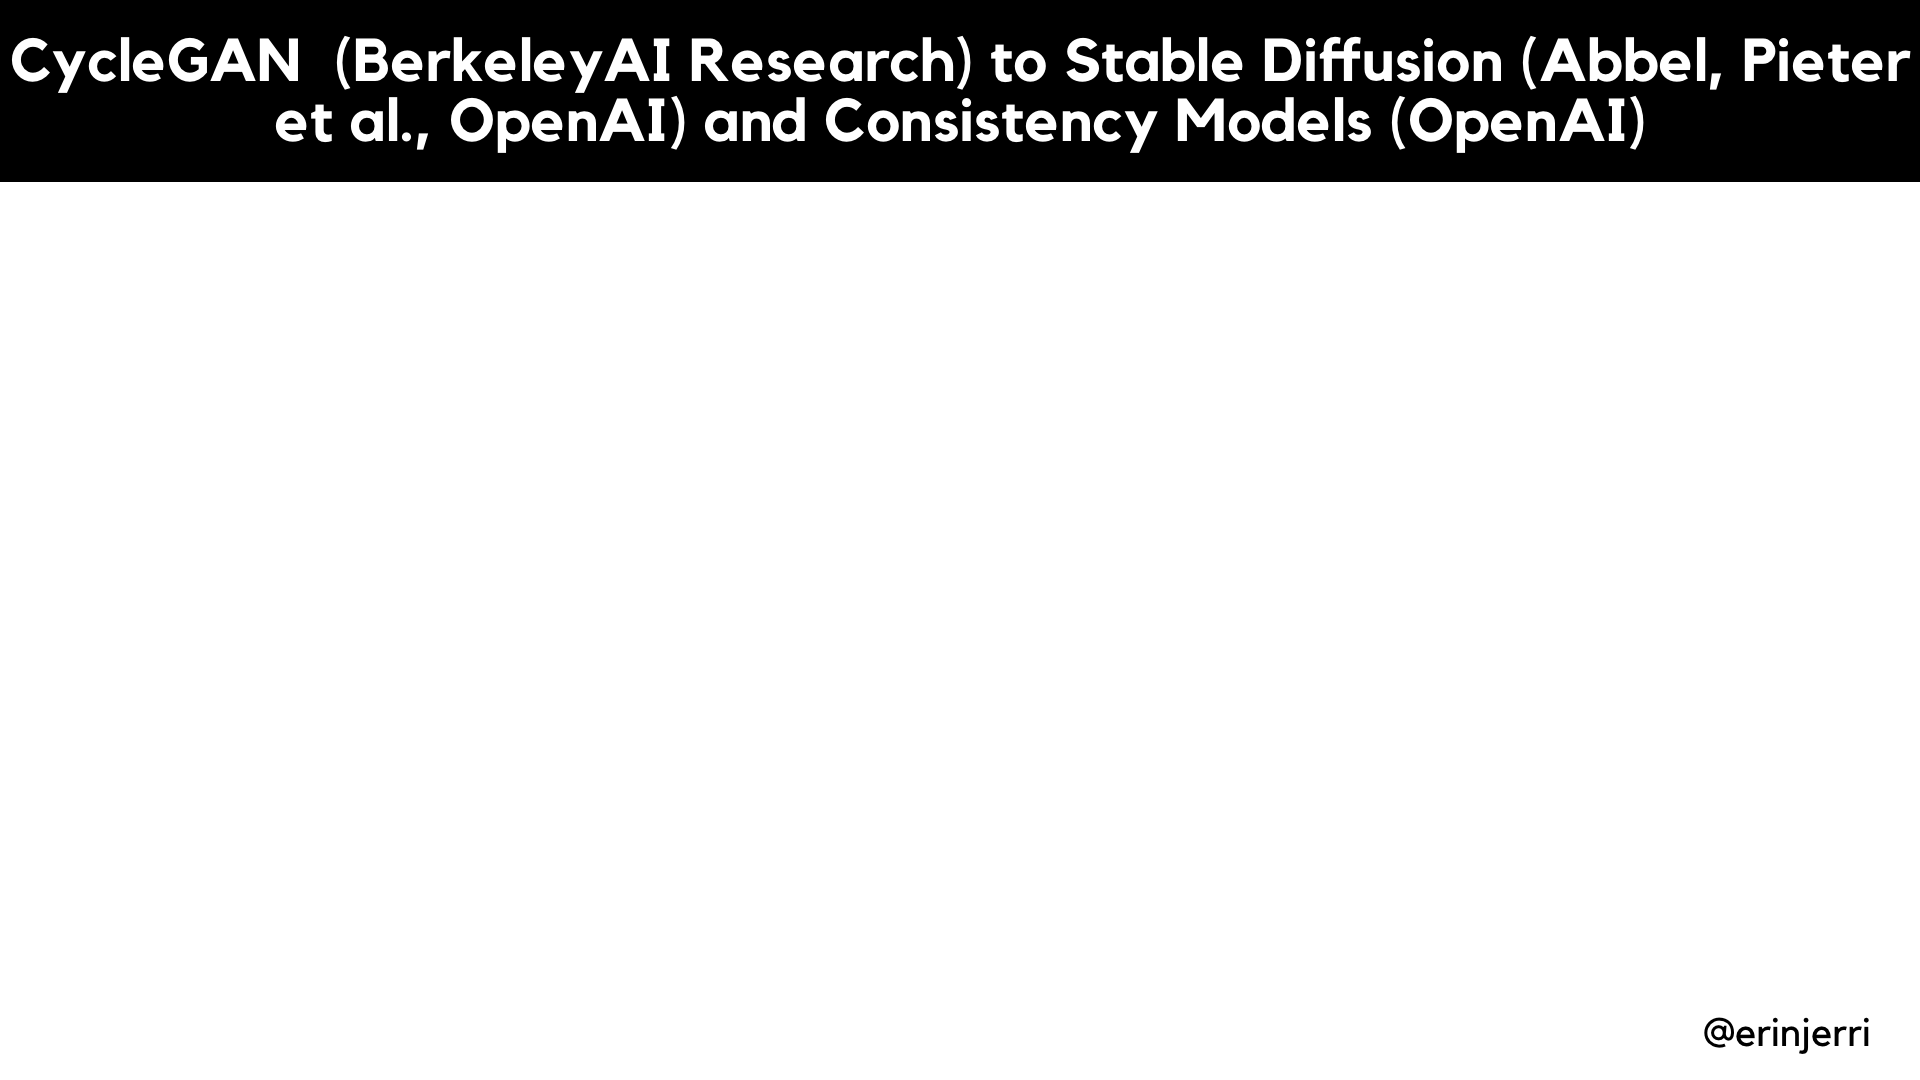 CycleGAN  (BerkeleyAI Research) to Stable Diffusion (Abbel, Pieter
et al., OpenAI) and Consistency Models (OpenAI)
@erinjerri